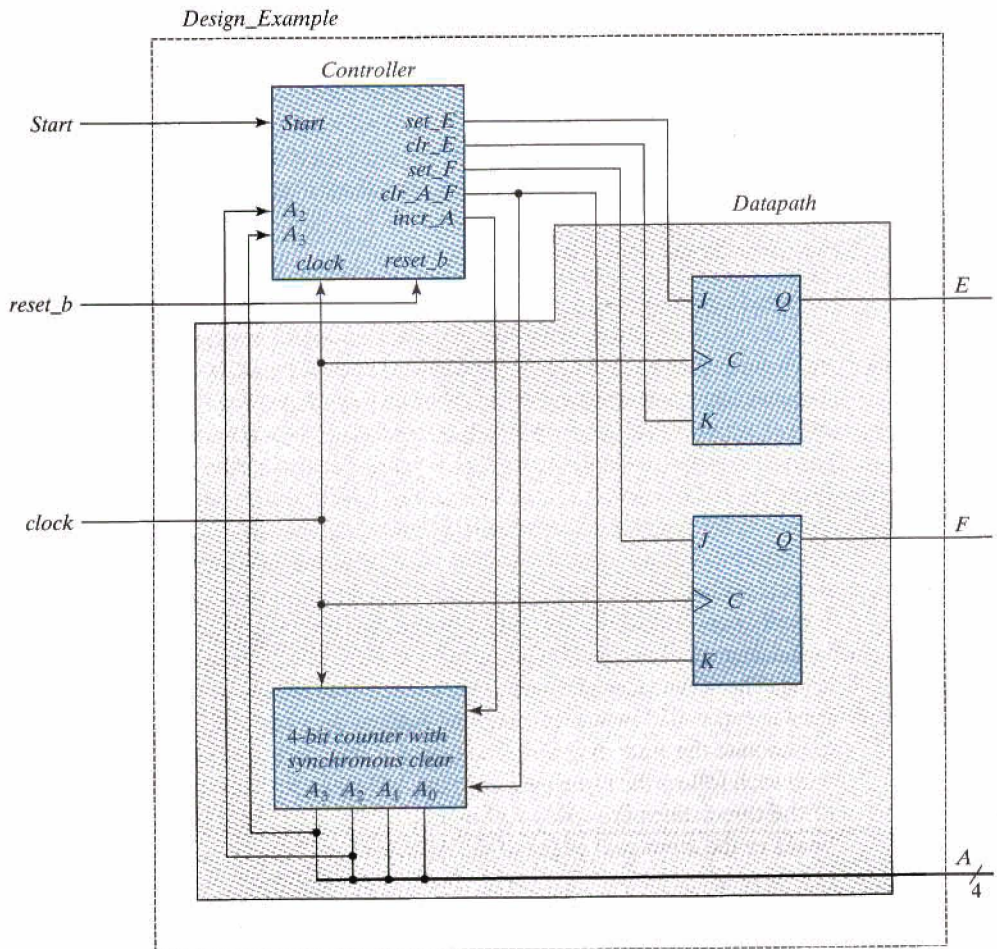 Design_Example
Controller
Start
Start
set_E
clr_E
set_F
clr_A_F
incr_A
A2
A3
clock
reset_b
reset_b
Datapath
J
Q
E
C
K
clock
J
Q
F
C
K
4-bit counter with
synchronous clear
A3 A2 A1 A0
A
4